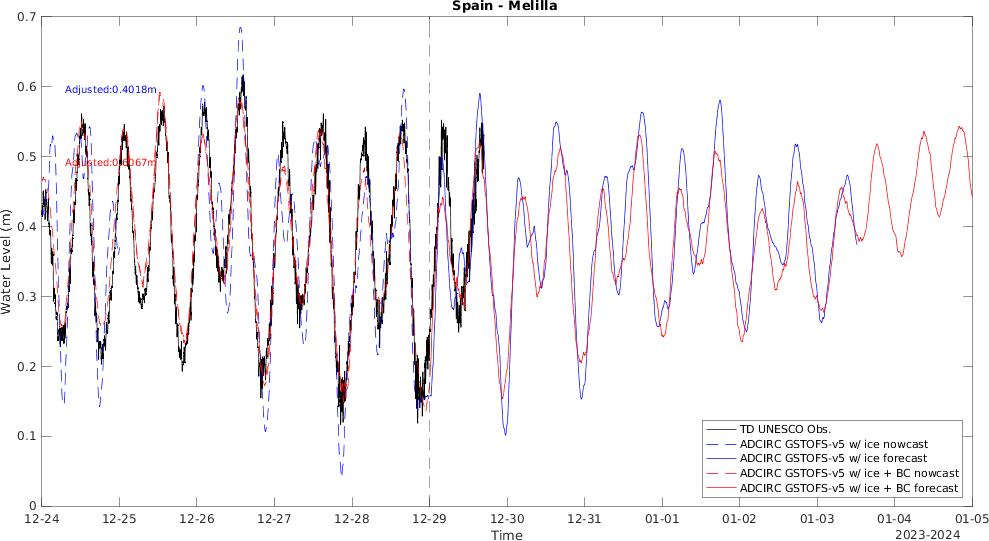 Spain - Melilla
Water Level (m)
0.7
0.6
0.5
0.4
0.3
0.2
0.1
0
Adjusted:0.4018m
Adjusted:0.6067m
TD UNESCO Obs.
ADCIRC GSTOFS-v5 w/ ice nowcast
ADCIRC GSTOFS-v5 w/ ice forecast
ADCIRC GSTOFS-v5 w/ ice + BC nowcast
ADCIRC GSTOFS-v5 w/ ice + BC forecast
12-24 12-25 12-26 12-27 12-28 12-29 12-30 12-31 01-01 01-02 01-03 01-04 01-05
Time
2023-2024